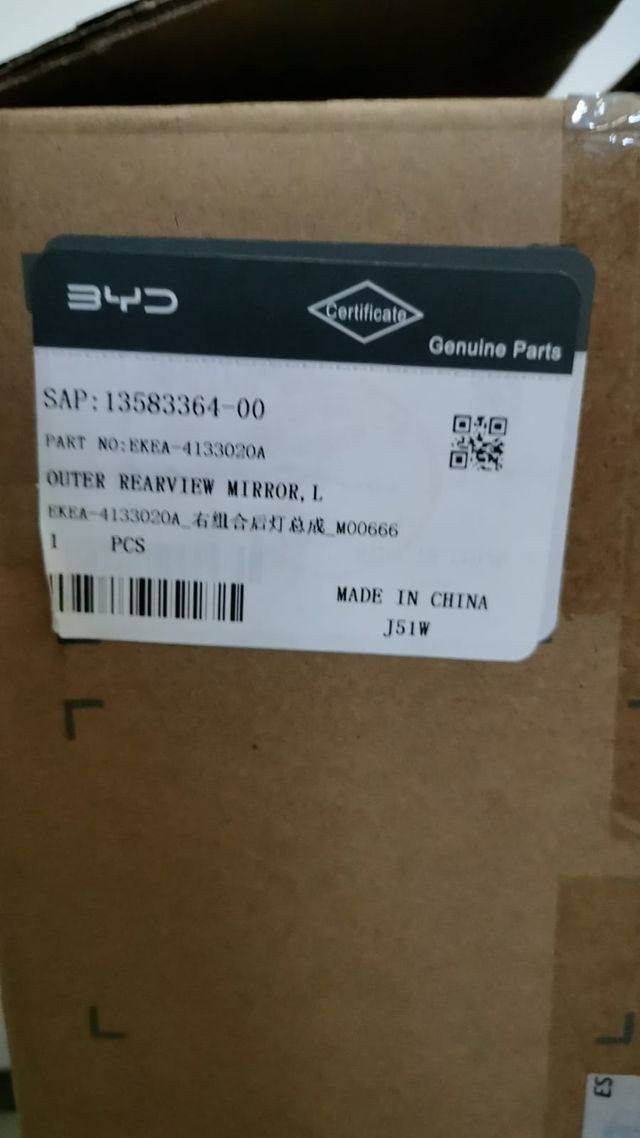 BYD
Certificate
Genuine Parts
SAP:13583364-00
PART NO:EKEA-4133020A
OUTER REARVIEW MIRROR,L
EKEA-4133020A_右组合后灯总成_M00666
1 PCS
MADE IN CHINA
J51W
ES